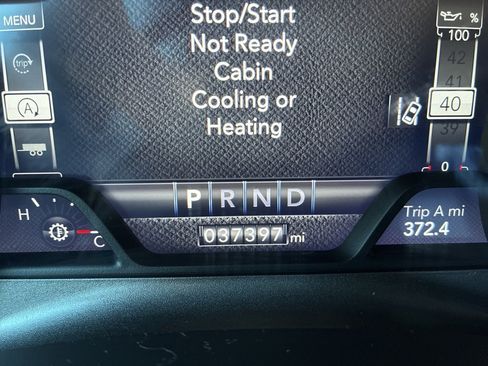 MENU
Stop/Start
Not Ready
Cabin
Cooling or
Heating
trip
A
%
100
42
41
40
39
0
P R N D
H
C
037397 mi
Trip A mi
372.4